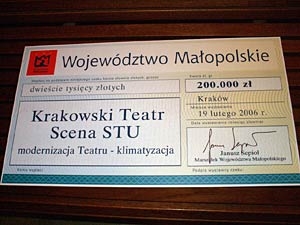 Województwo Małopolskie
dwieście tysięcy złotych
200.000 zł
Kraków
19 lutego 2006 r.
Krakowski Teatr
Scena STU
modernizacja Teatru - klimatyzacja
Janusz Sepioł
Marszałek Województwa Małopolskiego